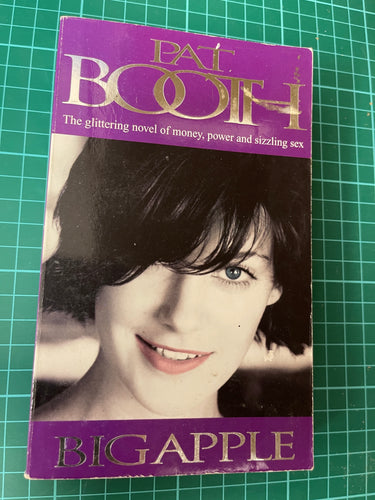 PAT
BOOTH
The glittering novel of money, power and sizzling sex
BIG APPLE